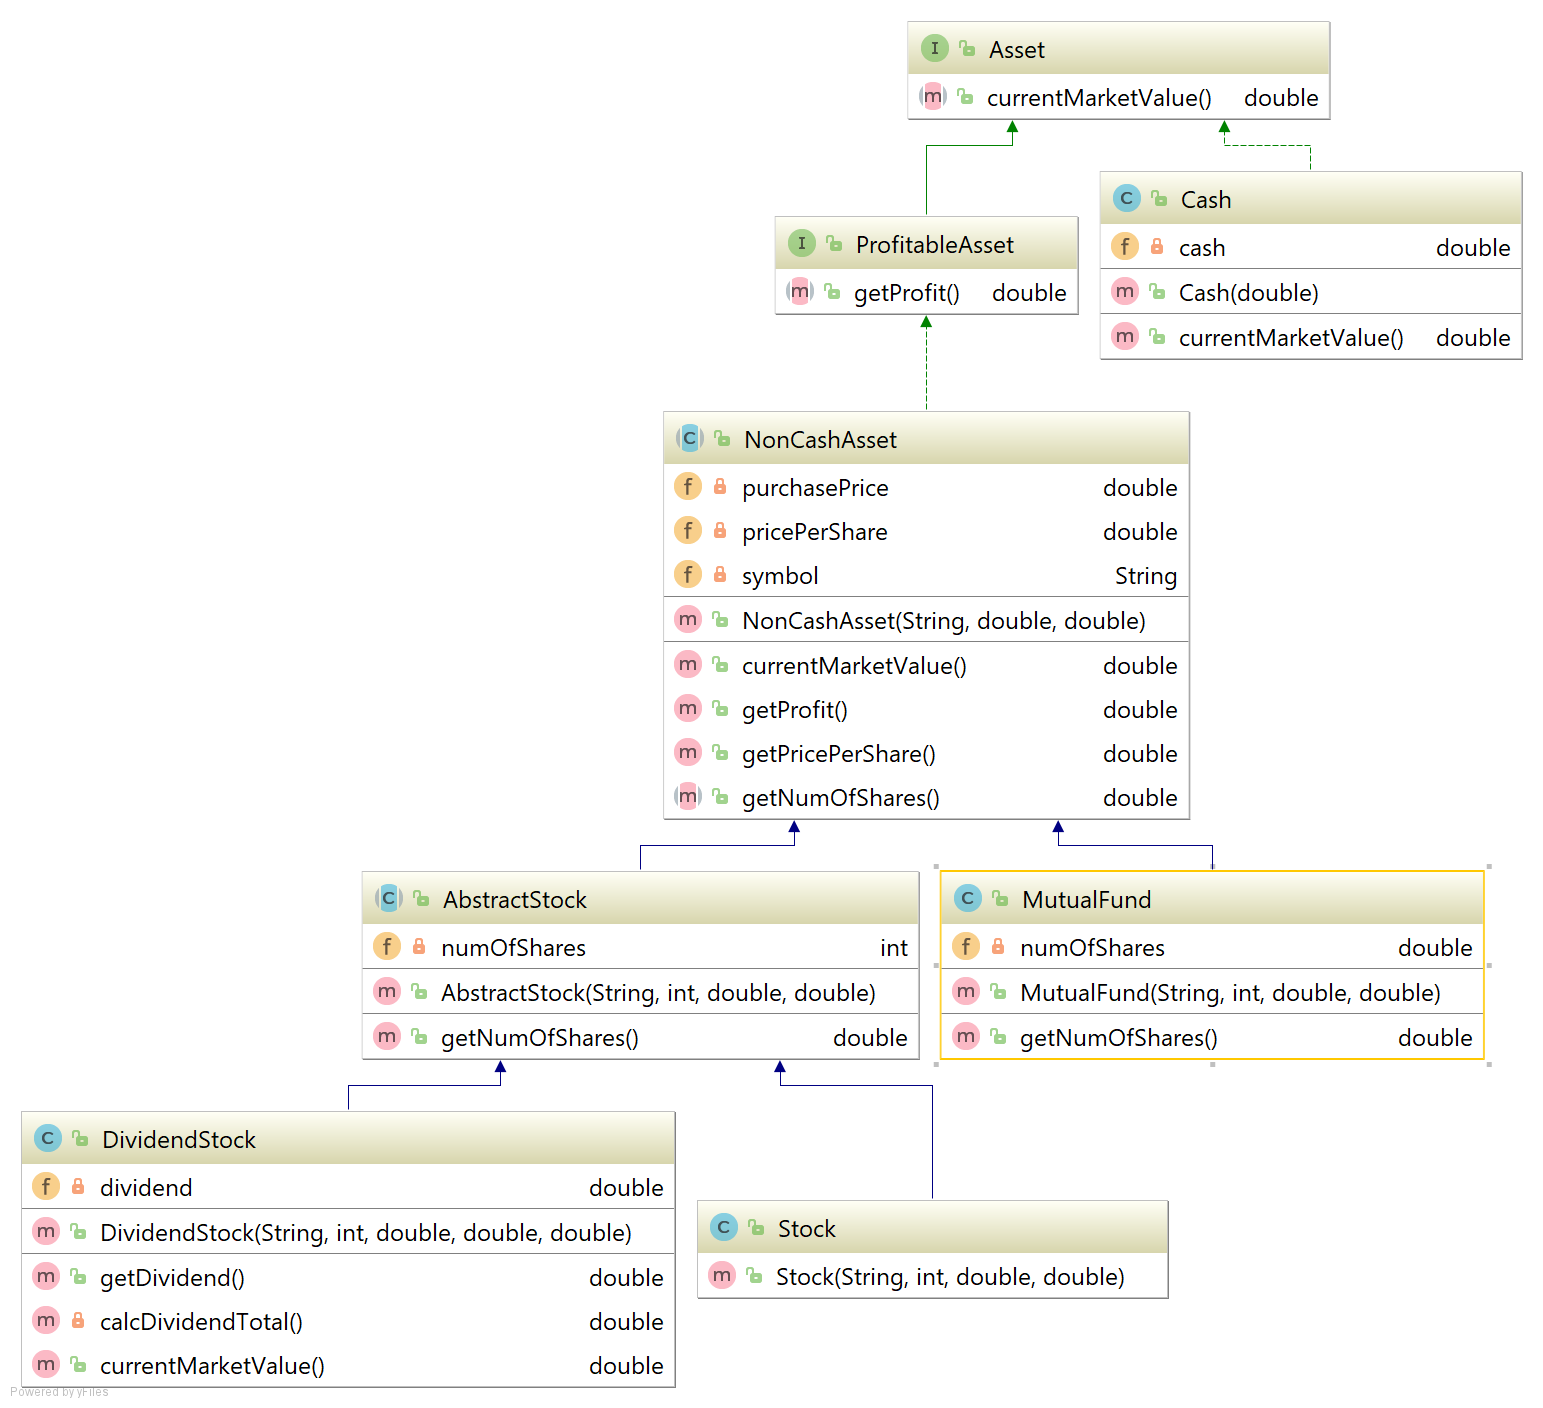 I Asset
m currentMarketValue() double
I ProfitableAsset
m getProfit() double
C Cash
f cash double
m Cash(double)
m currentMarketValue() double
C NonCashAsset
f purchasePrice double
f pricePerShare double
f symbol String
m NonCashAsset(String, double, double)
m currentMarketValue() double
m getProfit() double
m getPricePerShare() double
m getNumOfShares() double
C AbstractStock
f numOfShares int
m AbstractStock(String, int, double, double)
m getNumOfShares() double
C MutualFund
f numOfShares double
m MutualFund(String, int, double, double)
m getNumOfShares() double
C DividendStock
f dividend double
m DividendStock(String, int, double, double, double)
m getDividend() double
m calcDividendTotal() double
m currentMarketValue() double
C Stock
m Stock(String, int, double, double)
Powered by yFiles